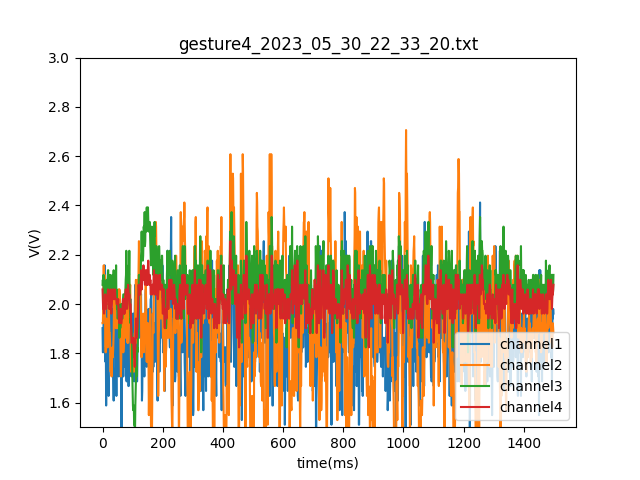 gesture4_2023_05_30_22_33_20.txt
3.0
2.8
2.6
2.4
2.2
2.0
1.8
1.6
V(V)
channel1
channel2
channel3
channel4
0 200 400 600 800 1000 1200 1400
time(ms)